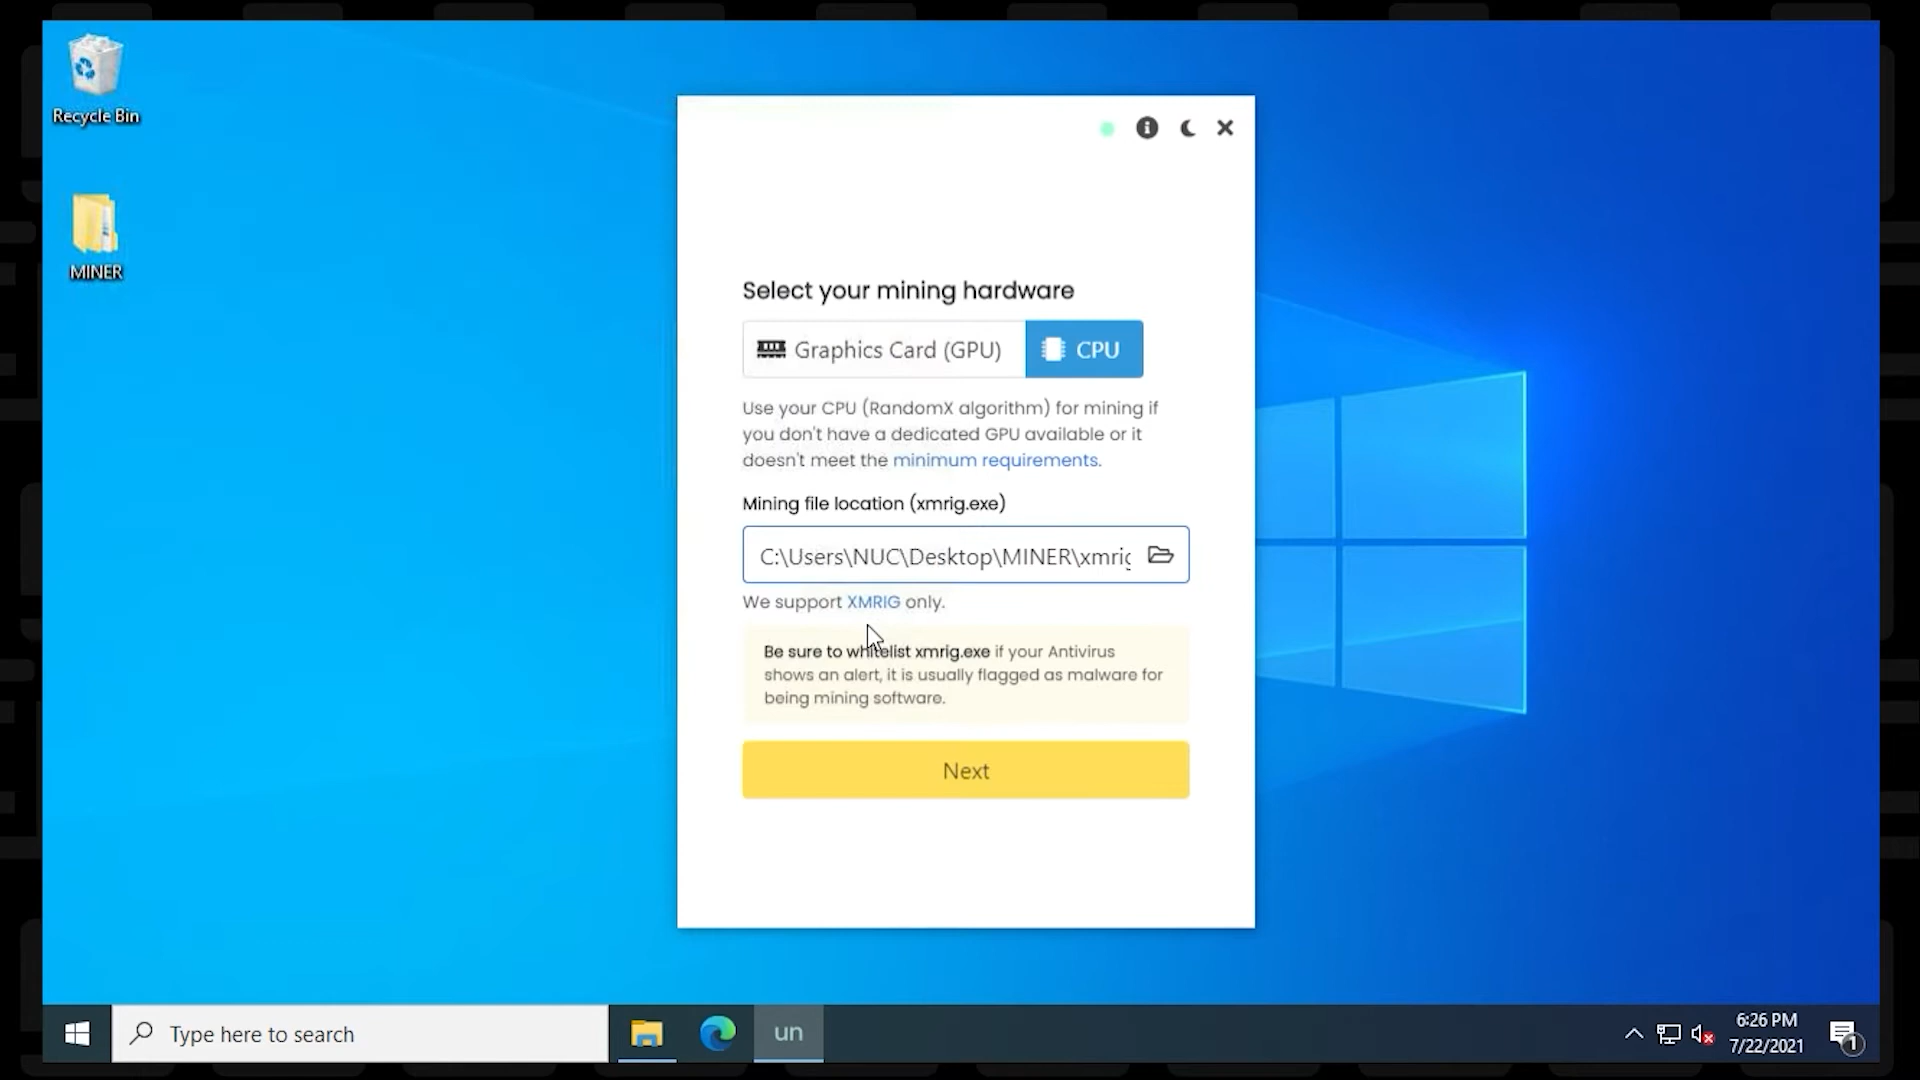 Recycle Bin
MINER
Select your mining hardware
Graphics Card (GPU)
CPU
Use your CPU (RandomX algorithm) for mining if
you don't have a dedicated GPU available or it
doesn't meet the minimum requirements.
Mining file location (xmrig.exe)
C:\Users\NUC\Desktop\MINER\xmrig
We support XMRIG only.
Be sure to whitelist xmrig.exe if your Antivirus
shows an alert, it is usually flagged as malware for
being mining software.
Next
Type here to search
un
6:26 PM
7/22/2021
1